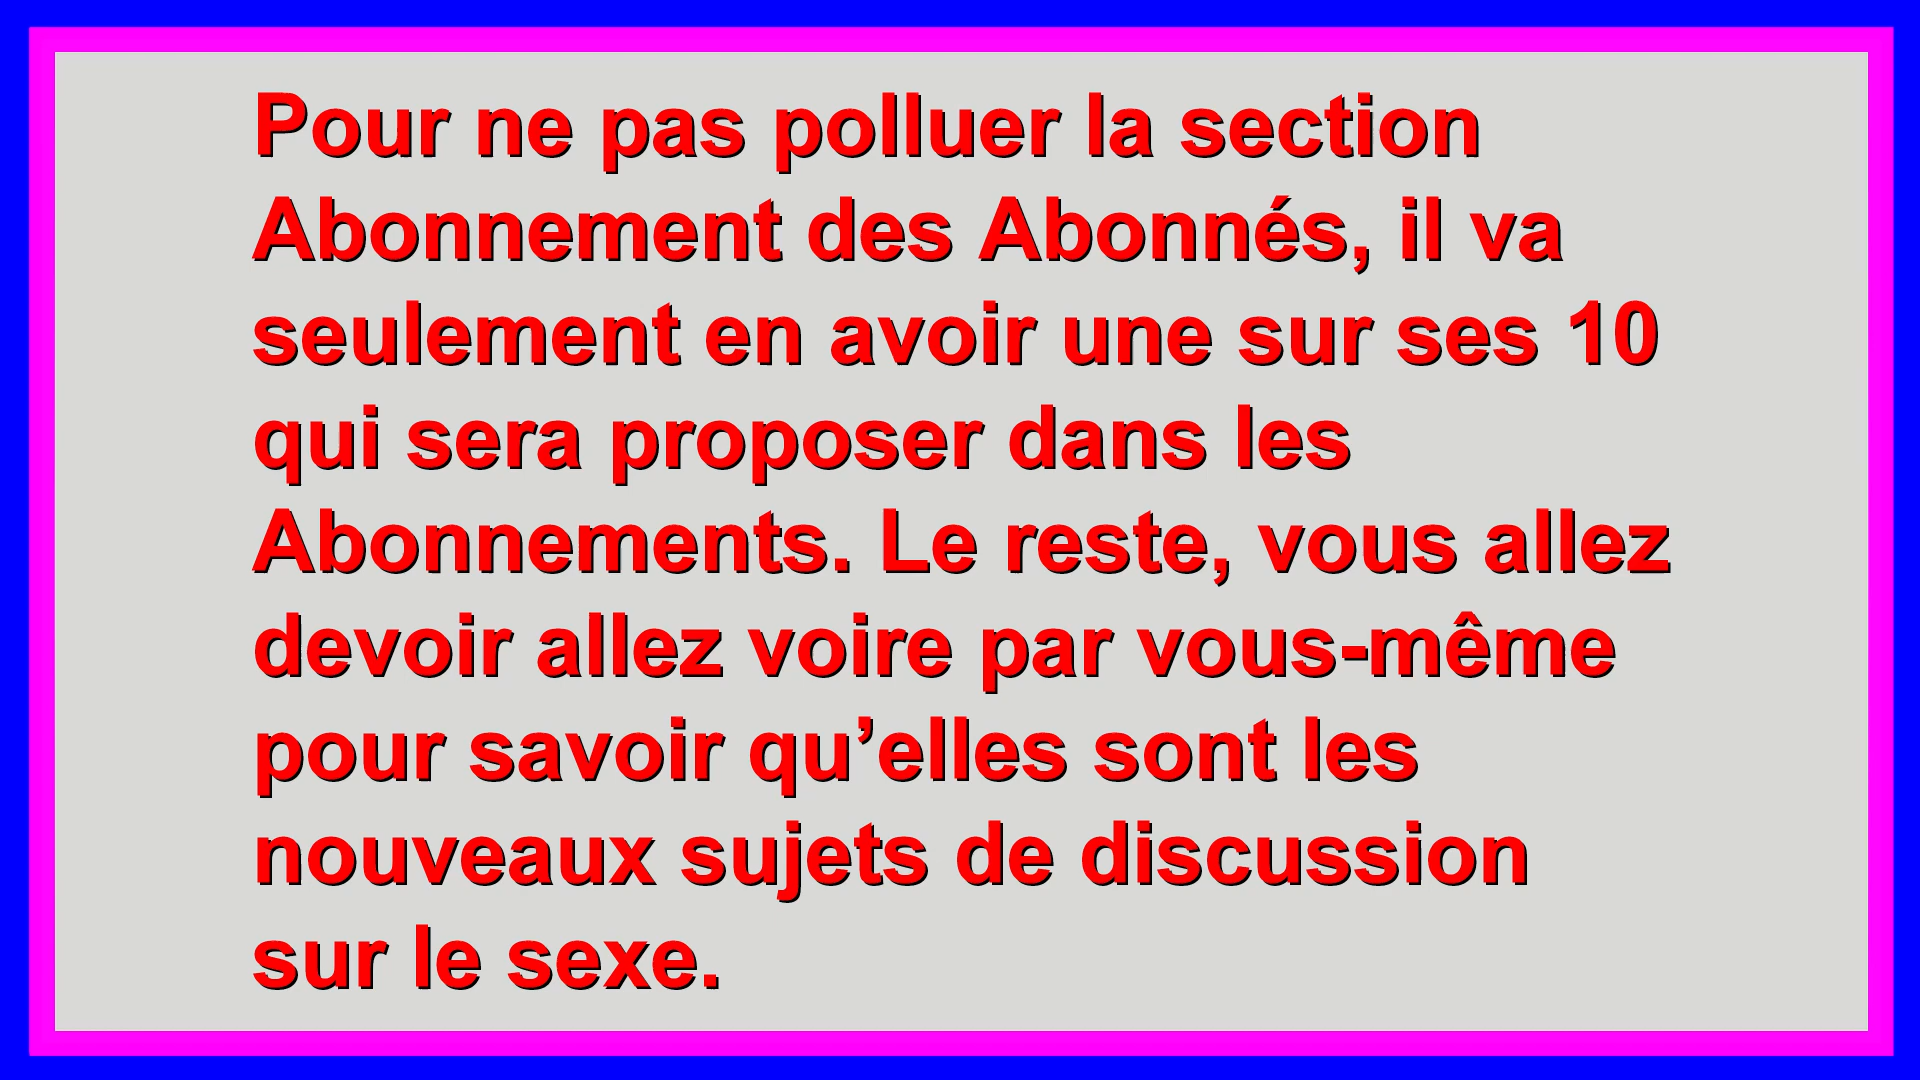 Pour ne pas polluer la section
Abonnement des Abonnés, il va
seulement en avoir une sur ses 10
qui sera proposer dans les
Abonnements. Le reste, vous allez
devoir allez voire par vous-même
pour savoir qu’elles sont les
nouveaux sujets de discussion
sur le sexe.